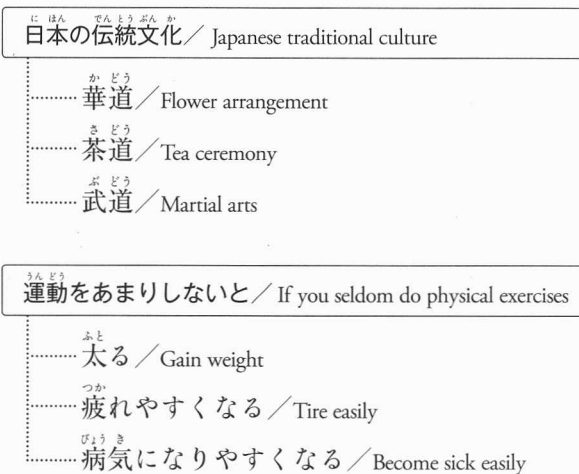 日本の伝統文化／Japanese traditional culture
華道／Flower arrangement
茶道／Tea ceremony
武道／Martial arts
運動をあまりしないと／If you seldom do physical exercises
太る／Gain weight
疲れやすくなる／Tire easily
病気になりやすくなる／Become sick easily